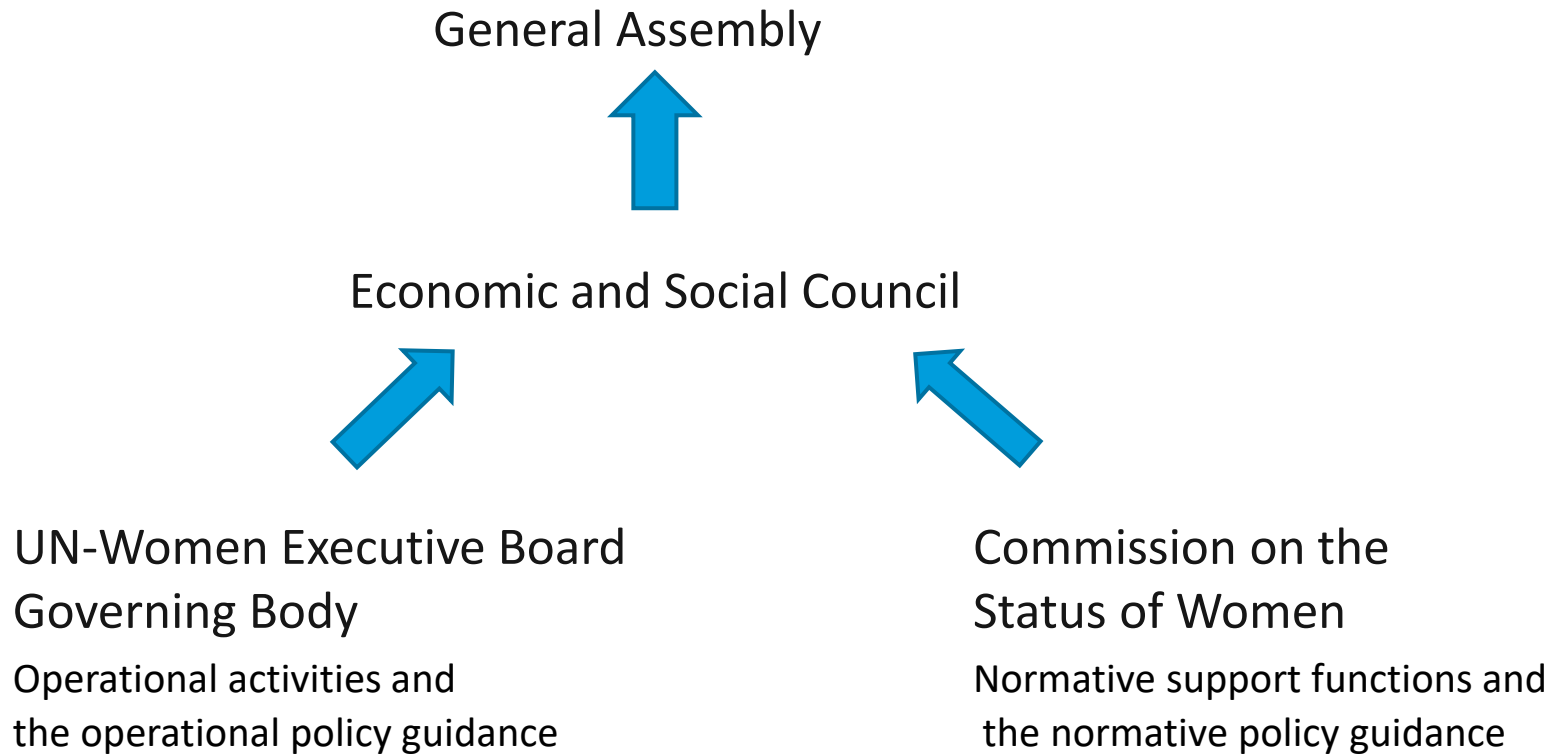 General Assembly
Economic and Social Council
UN-Women Executive Board
Governing Body
Operational activities and
the operational policy guidance
Commission on the
Status of Women
Normative support functions and
the normative policy guidance